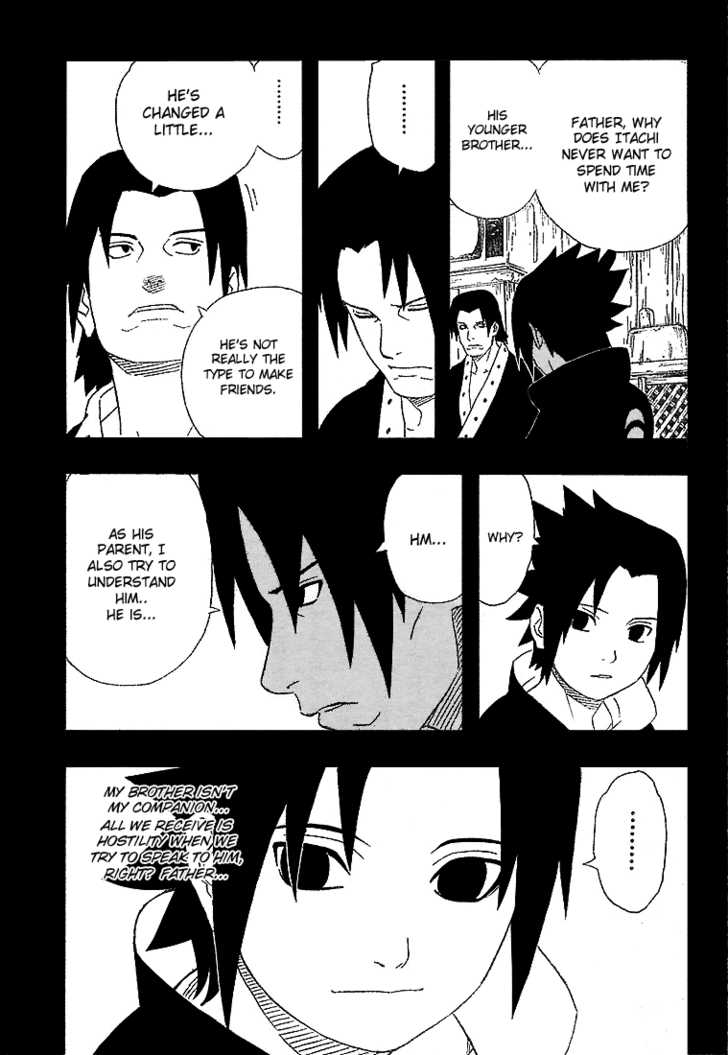 FATHER, WHY
DOES ITACHI
NEVER WANT TO
SPEND TIME
WITH ME?
HIS
YOUNGER
BROTHER...
.........
.........
HE'S
CHANGED A
LITTLE...
HE'S NOT
REALLY THE
TYPE TO MAKE
FRIENDS.
WHY?
HM...
AS HIS
PARENT, I
ALSO TRY TO
UNDERSTAND
HIM..
HE IS...
.........
MY BROTHER ISN'T
MY COMPANION...
ALL WE RECEIVE IS
HOSTILITY WHEN WE
TRY TO SPEAK TO HIM,
RIGHT? FATHER...